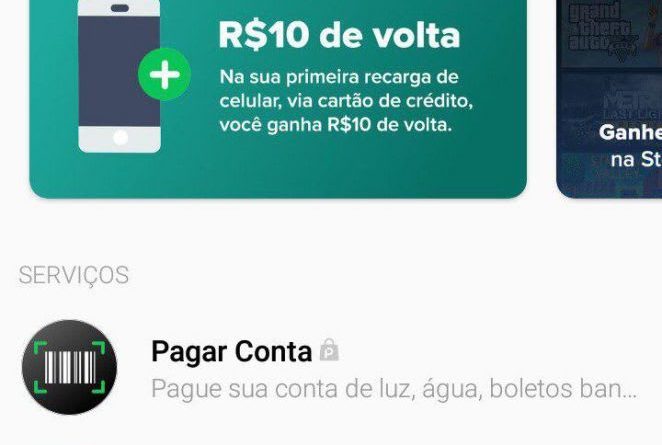 R$10 de volta
Na sua primeira recarga de
celular, via cartão de crédito,
você ganha R$10 de volta.
grand
theft
auto
Ganhe
na St
SERVIÇOS
Pagar Conta
Pague sua conta de luz, água, boletos ban...